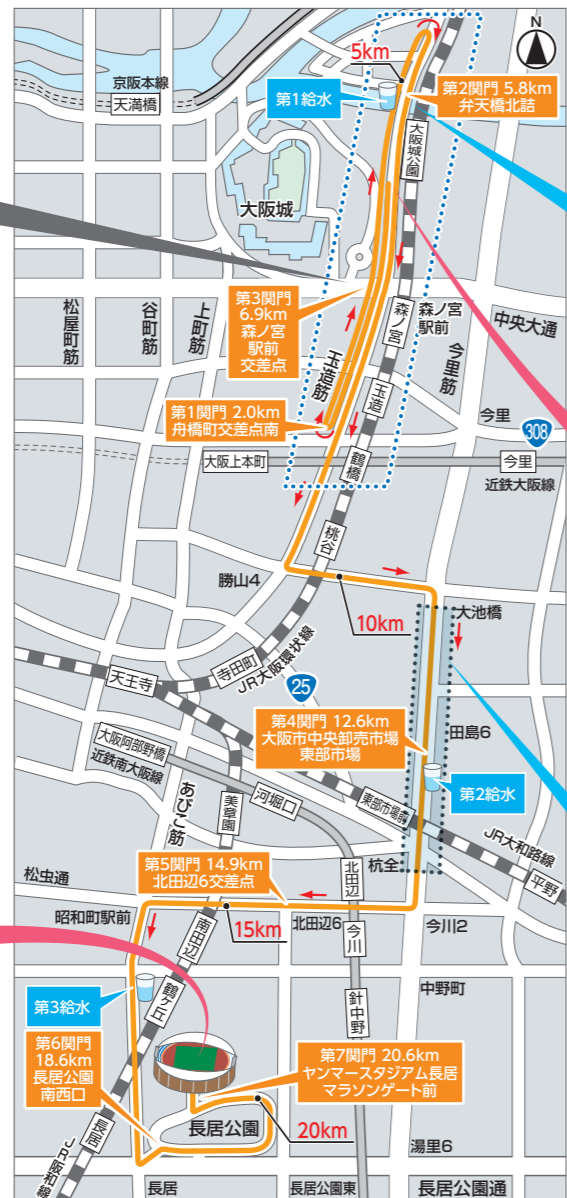 N
5km
京阪本線
天満橋
第1給水
第2関門 5.8km
弁天橋北詰
大阪城公園
大阪城
松屋町筋
谷町筋
上町筋
第3関門
6.9km
森ノ宮
駅前
交差点
玉造筋
森ノ宮
森ノ宮
駅前
中央大通
今里筋
玉造
第1関門 2.0km
舟橋町交差点南
今里
308
大阪上本町
鶴橋
今里
近鉄大阪線
桃谷
勝山4
10km
大池橋
寺田町
JR大阪環状線
天王寺
25
第4関門 12.6km
大阪市中央卸売市場
東部市場
田島6
大阪阿部野橋
近鉄南大阪線
河堀口
第2給水
美章園
あびこ筋
東部市場前
JR大和路線
平野
杭全
松虫通
第5関門 14.9km
北田辺6交差点
北田辺
昭和町駅前
15km
北田辺6
今川2
南田辺
今川
第3給水
鶴ケ丘
中野町
針中野
第6関門
18.6km
長居公園
南西口
第7関門 20.6km
ヤンマースタジアム長居
マラソンゲート前
長居公園
20km
長居
JR阪和線
湯里6
長居
長居公園東
長居公園通